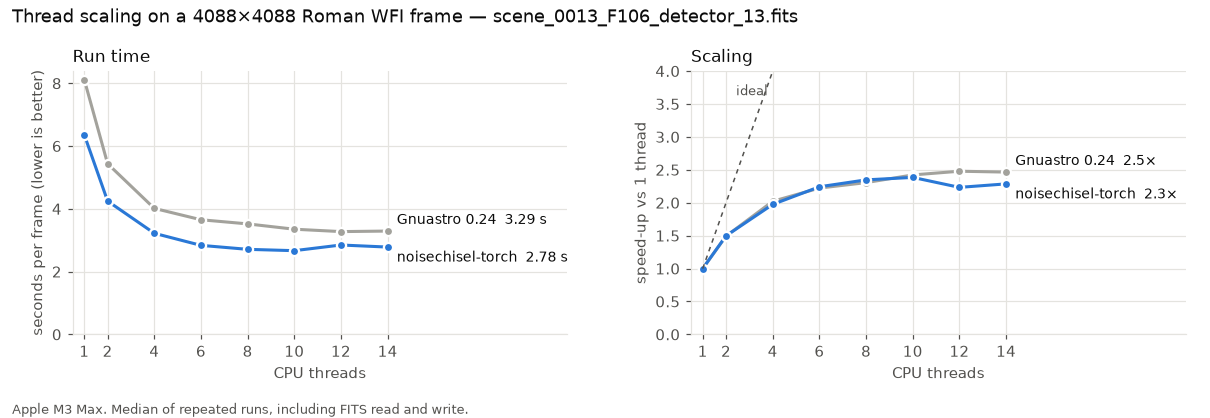 Thread scaling on a 4088×4088 Roman WFI frame — scene_0013_F106_detector_13.fits
Run time
seconds per frame (lower is better)
8
6
4
2
0
Gnuastro 0.24  3.29 s
noisechisel-torch  2.78 s
1 2 4 6 8 10 12 14
CPU threads
Scaling
speed-up vs 1 thread
4.0
3.5
3.0
2.5
2.0
1.5
1.0
0.5
0.0
ideal
Gnuastro 0.24  2.5×
noisechisel-torch  2.3×
1 2 4 6 8 10 12 14
CPU threads
Apple M3 Max. Median of repeated runs, including FITS read and write.